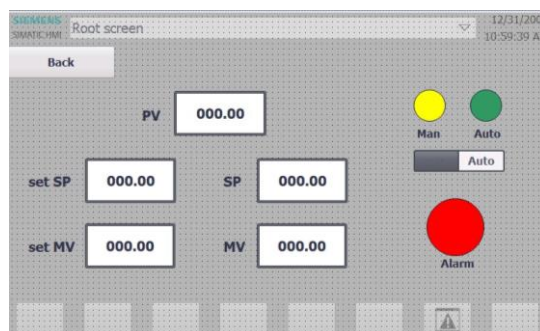 SIEMENS
SIMATIC HMI
Root screen
12/31/200
10:59:39 A
Back
PV 000.00
Man Auto
Auto
set SP 000.00 SP 000.00
set MV 000.00 MV 000.00
Alarm